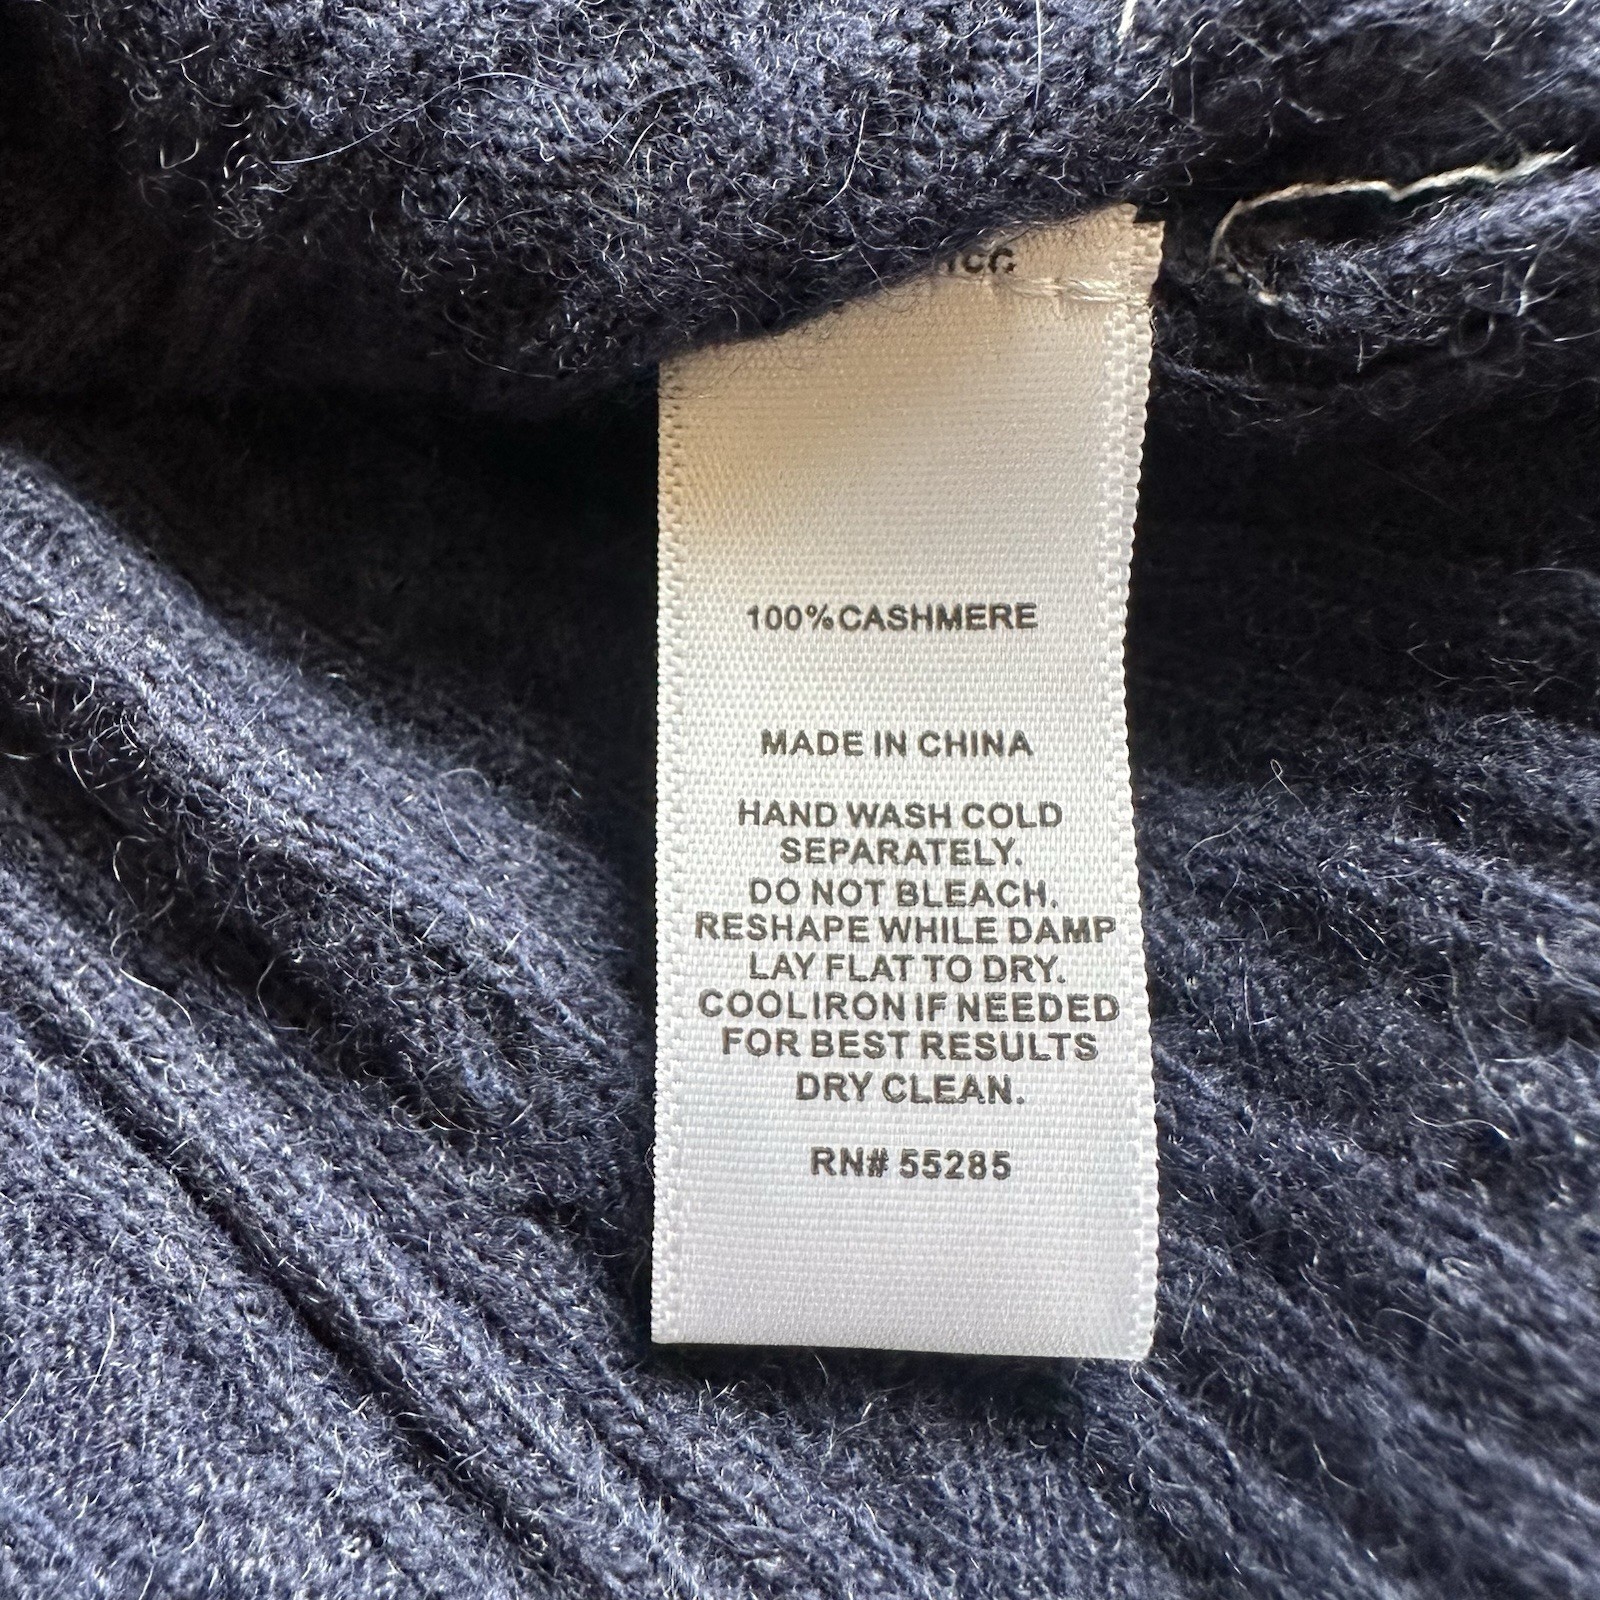 100% CASHMERE
MADE IN CHINA
HAND WASH COLD
SEPARATELY.
DO NOT BLEACH.
RESHAPE WHILE DAMP
LAY FLAT TO DRY.
COOL IRON IF NEEDED
FOR BEST RESULTS
DRY CLEAN.
RN# 55285